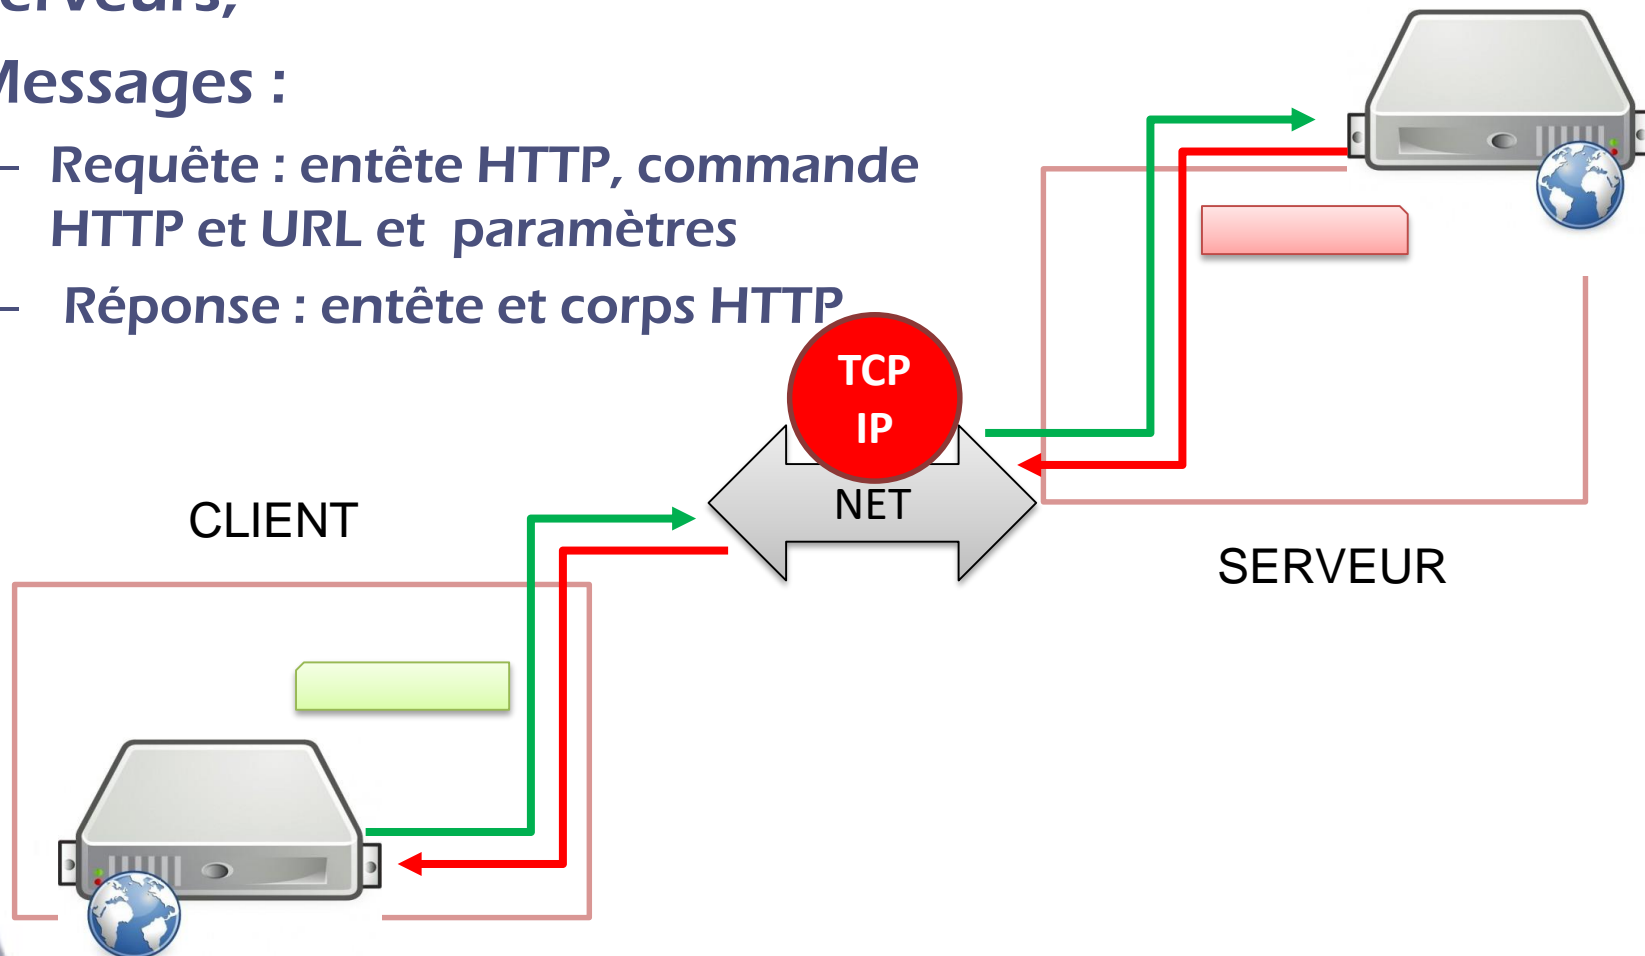 erveurs,
Messages :
– Requête : entête HTTP, commande
HTTP et URL et paramètres
– Réponse : entête et corps HTTP
TCP
IP
NET
CLIENT
SERVEUR